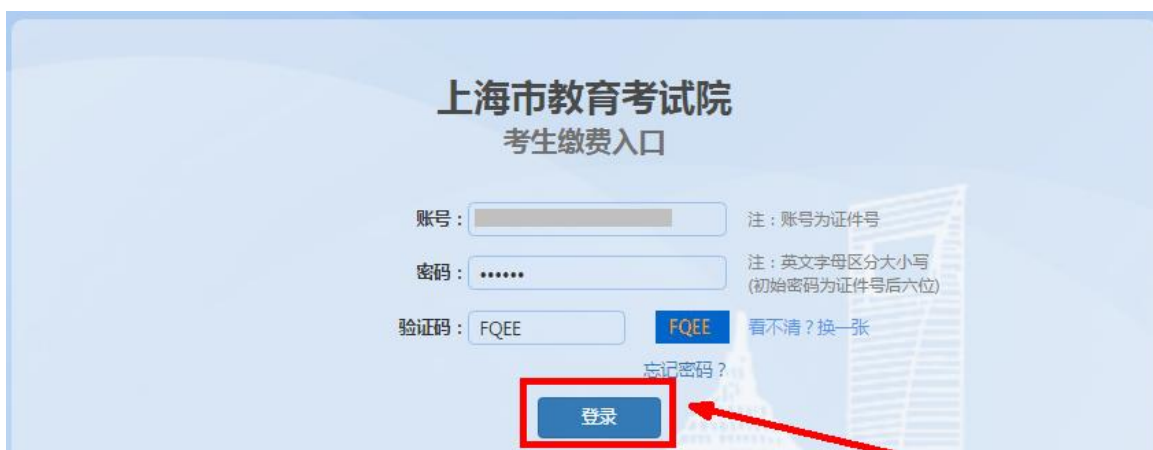 上海市教育考试院
考生缴费入口
账号： 注：账号为证件号
密码： •••••• 注：英文字母区分大小写
(初始密码为证件号后六位)
验证码： FQEE FQEE 看不清？换一张
忘记密码？
登录